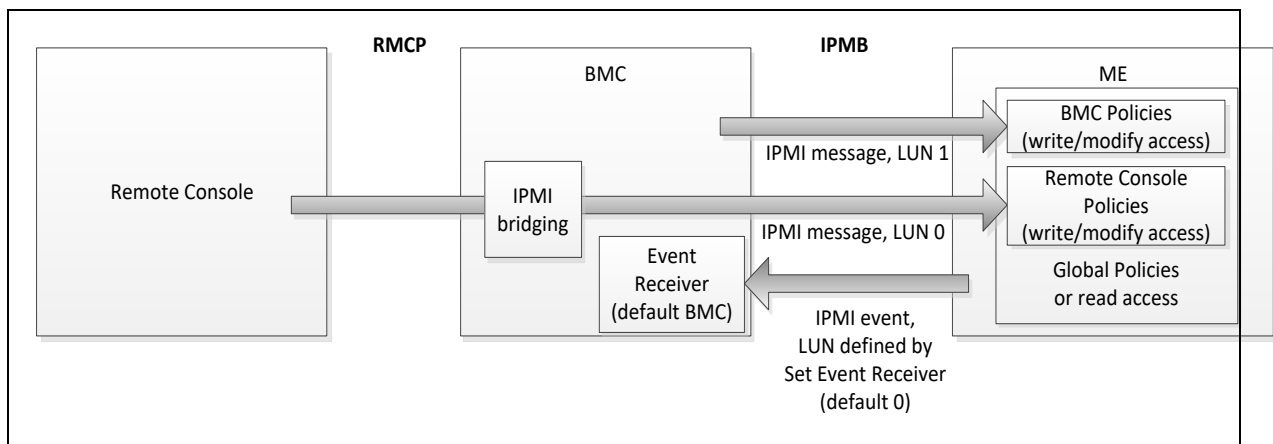 RMCP
IPMB
Remote Console
BMC
IPMI
bridging
Event
Receiver
(default BMC)
IPMI message, LUN 1
IPMI message, LUN 0
IPMI event,
LUN defined by
Set Event Receiver
(default 0)
ME
BMC Policies
(write/modify access)
Remote Console
Policies
(write/modify access)
Global Policies
or read access